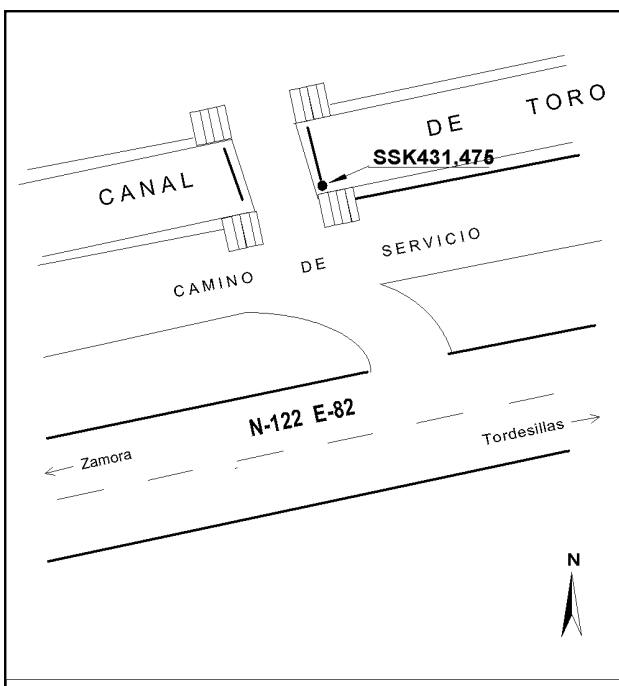 DE TORO
SSK431,475
CANAL
CAMINO DE SERVICIO
N-122 E-82
Zamora
Tordesillas
N